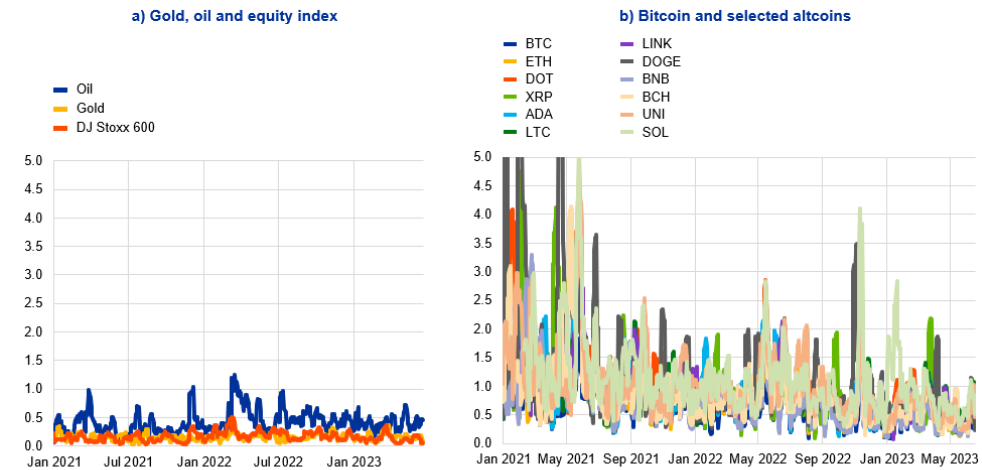 a) Gold, oil and equity index
Oil
Gold
DJ Stoxx 600
5.0
4.5
4.0
3.5
3.0
2.5
2.0
1.5
1.0
0.5
0.0
Jan 2021 Jul 2021 Jan 2022 Jul 2022 Jan 2023
b) Bitcoin and selected altcoins
BTC LINK
ETH DOGE
DOT BNB
XRP BCH
ADA UNI
LTC SOL
5.0
4.5
4.0
3.5
3.0
2.5
2.0
1.5
1.0
0.5
0.0
Jan 2021 May 2021 Sep 2021 Jan 2022 May 2022 Sep 2022 Jan 2023 May 2023